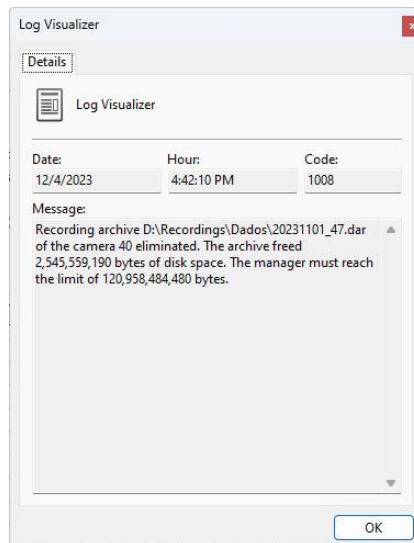 Log Visualizer
x
Details
Log Visualizer
Date:
Hour:
Code:
12/4/2023
4:42:10 PM
1008
Message:
Recording archive D:\Recordings\Dados\20231101_47.dar
of the camera 40 eliminated. The archive freed
2,545,559,190 bytes of disk space. The manager must reach
the limit of 120,958,484,480 bytes.
OK